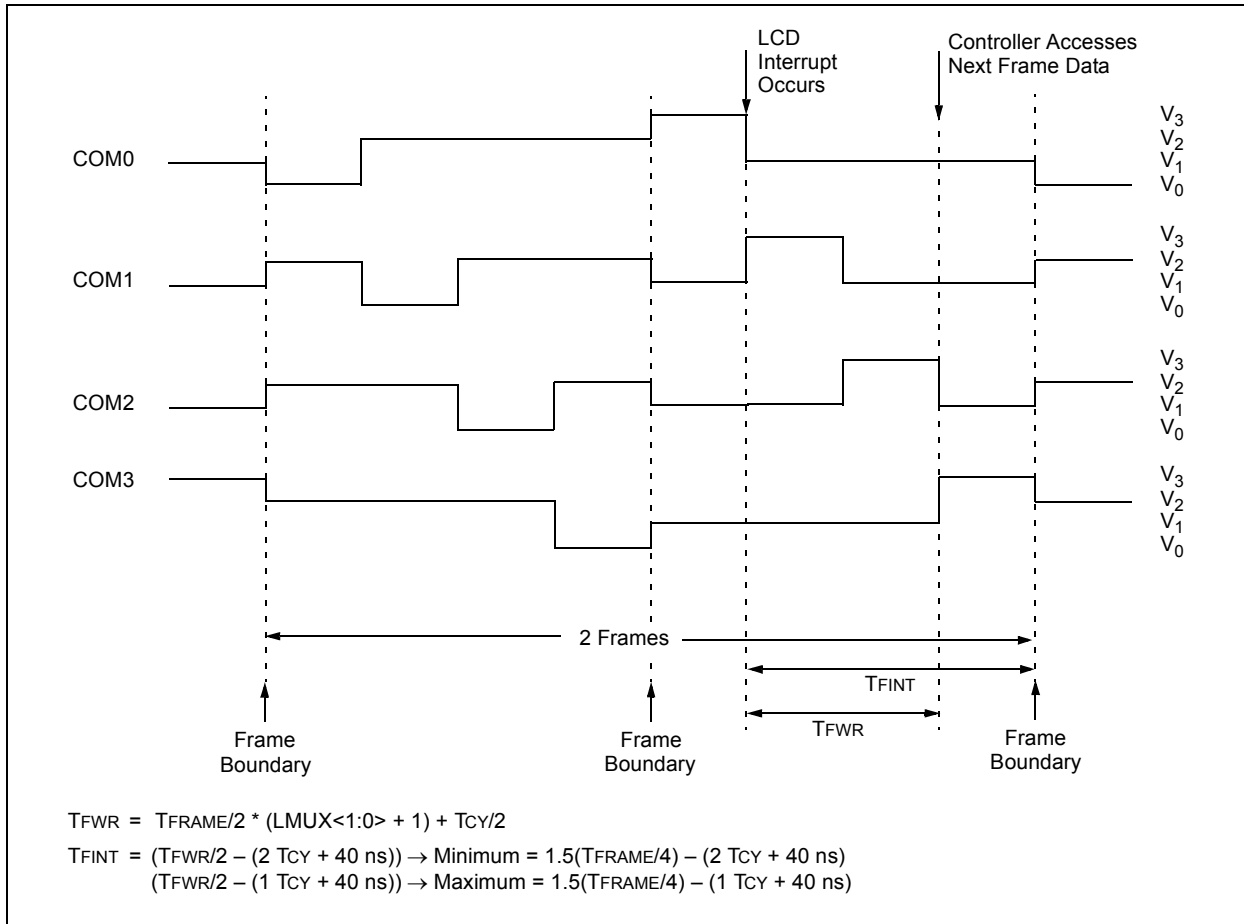 LCD
Interrupt
Occurs
Controller Accesses
Next Frame Data
COM0
V3
V2
V1
V0
COM1
V3
V2
V1
V0
COM2
V3
V2
V1
V0
COM3
V3
V2
V1
V0
2 Frames
TFINT
TFWR
Frame
Boundary
Frame
Boundary
Frame
Boundary
TFWR = TFRAME/2 * (LMUX<1:0> + 1) + TCY/2
TFINT = (TFWR/2 – (2 TCY + 40 ns)) → Minimum = 1.5(TFRAME/4) – (2 TCY + 40 ns)
(TFWR/2 – (1 TCY + 40 ns)) → Maximum = 1.5(TFRAME/4) – (1 TCY + 40 ns)